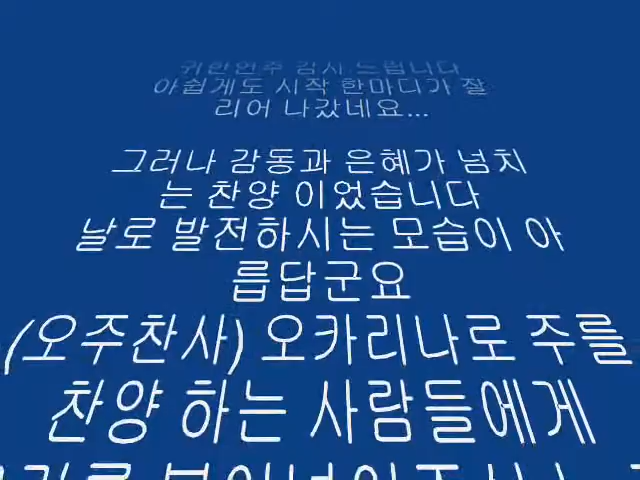 귀한연주 감사 드립니다
아쉽게도 시작 한마디가 잘
리어 나갔네요...
그러나 감동과 은혜가 넘치
는 찬양 이었습니다
날로 발전하시는 모습이 아
름답군요
(오주찬사) 오카리나로 주를
찬양 하는 사람들에게